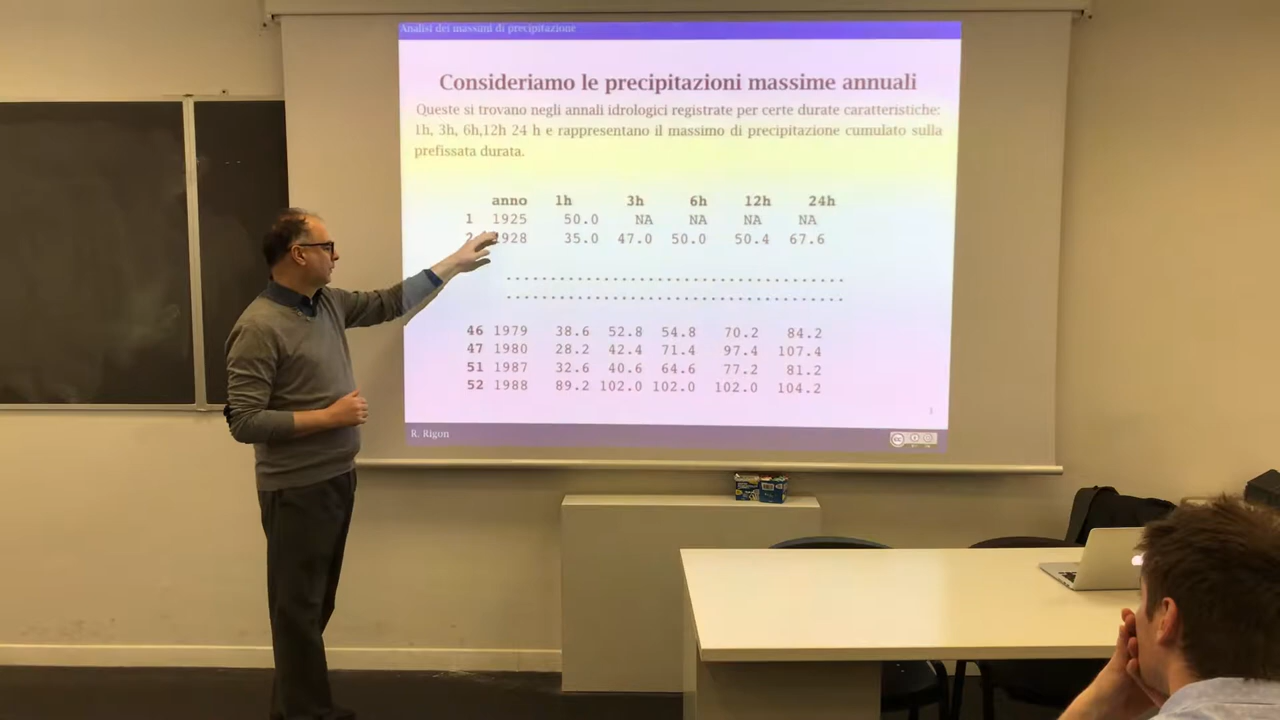 Analisi dei massimi di precipitazione
Consideriamo le precipitazioni massime annuali
Queste si trovano negli annali idrologici registrate per certe durate caratteristiche:
1h, 3h, 6h,12h 24 h e rappresentano il massimo di precipitazione cumulato sulla
prefissata durata.
anno 1h 3h 6h 12h 24h
1 1925 50.0 NA NA NA NA
2 1928 35.0 47.0 50.0 50.4 67.6
................................................
................................................
46 1979 38.6 52.8 54.8 70.2 84.2
47 1980 28.2 42.4 71.4 97.4 107.4
51 1987 32.6 40.6 64.6 77.2 81.2
52 1988 89.2 102.0 102.0 102.0 104.2
R. Rigon
cc